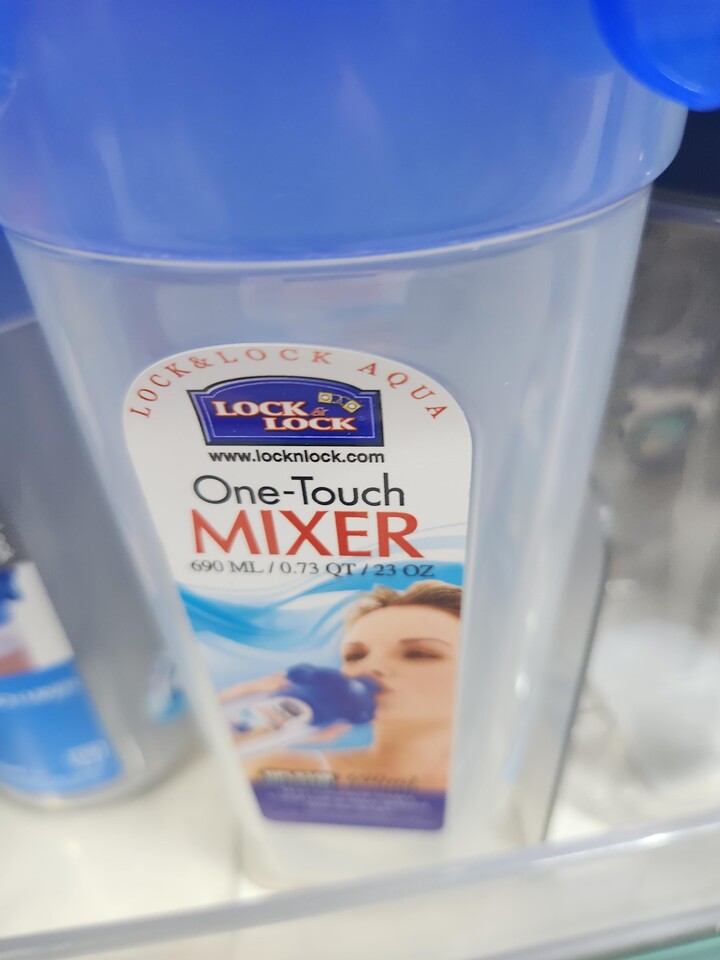 LOCK&LOCK AQUA
LOCK &
LOCK
www.locknlock.com
One-Touch
MIXER
690 ML / 0.73 QT / 23 OZ